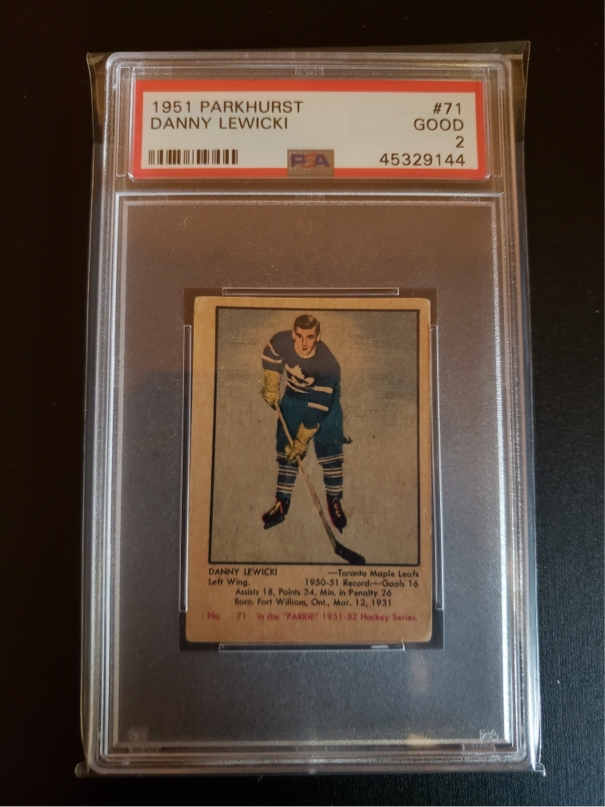 1951 PARKHURST #71
DANNY LEWICKI GOOD
2
PSA 45329144
DANNY LEWICKI —Toronto Maple Leafs
Left Wing. 1950-51 Record:—Goals 16
Assists 18, Points 34, Min. in Penalty 26
Born: Fort William, Ont., Mar. 12, 1931
No. 71 In the "PARKIE" 1951-52 Hockey Series.